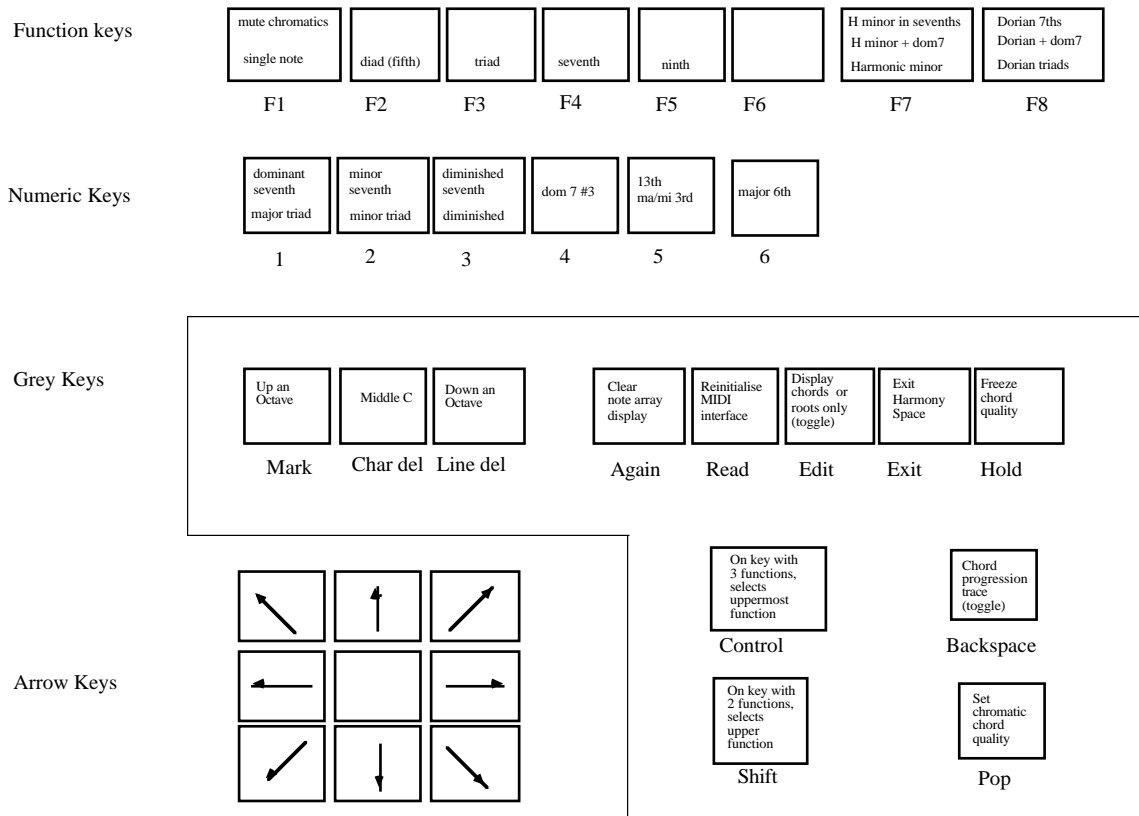 Function keys
mute chromatics
single note
diad (fifth)
triad
seventh
ninth
H minor in sevenths
H minor + dom7
Harmonic minor
Dorian 7ths
Dorian + dom7
Dorian triads
F1
F2
F3
F4
F5
F6
F7
F8
Numeric Keys
dominant
seventh
major triad
minor
seventh
minor triad
diminished
seventh
diminished
dom 7 #3
13th
ma/mi 3rd
major 6th
1
2
3
4
5
6
Grey Keys
Up an
Octave
Middle C
Down an
Octave
Clear
note array
display
Reinitialise
MIDI
interface
Display
chords or
roots only
(toggle)
Exit
Harmony
Space
Freeze
chord
quality
Mark
Char del
Line del
Again
Read
Edit
Exit
Hold
On key with
3 functions,
selects
uppermost
function
Control
Chord
progression
trace
(toggle)
Backspace
Arrow Keys
On key with
2 functions,
selects
upper
function
Shift
Set
chromatic
chord
quality
Pop